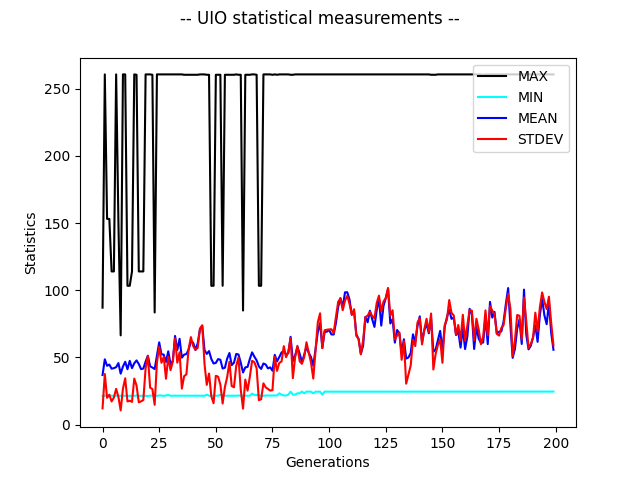 -- UIO statistical measurements --
MAX
MIN
MEAN
STDEV
Statistics
250
200
150
100
50
0
0 25 50 75 100 125 150 175 200
Generations